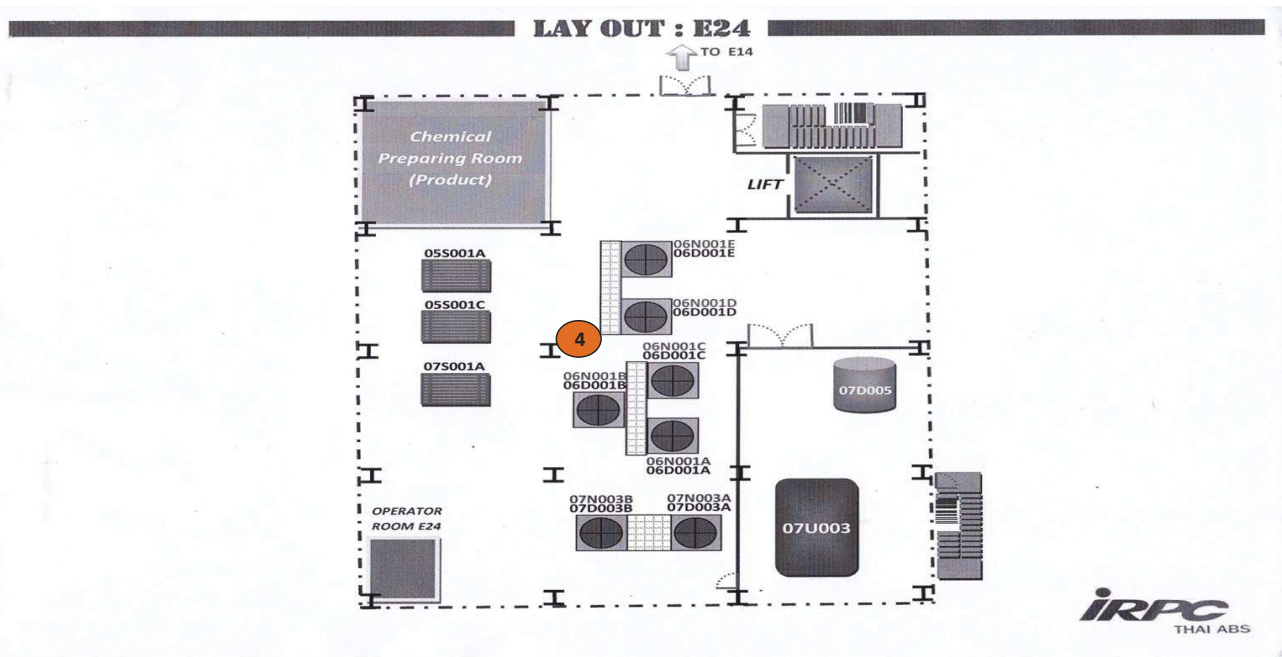 LAY OUT : E24
TO E14
Chemical
Preparing Room
(Product)
LIFT
05S001A
06N001E
06D001E
05S001C
06N001D
06D001D
4
06N001C
06D001C
07S001A
06N001B
06D001B
07D005
06N001A
06D001A
OPERATOR
ROOM E24
07N003B
07D003B
07N003A
07D003A
07U003
iRPC
THAI ABS